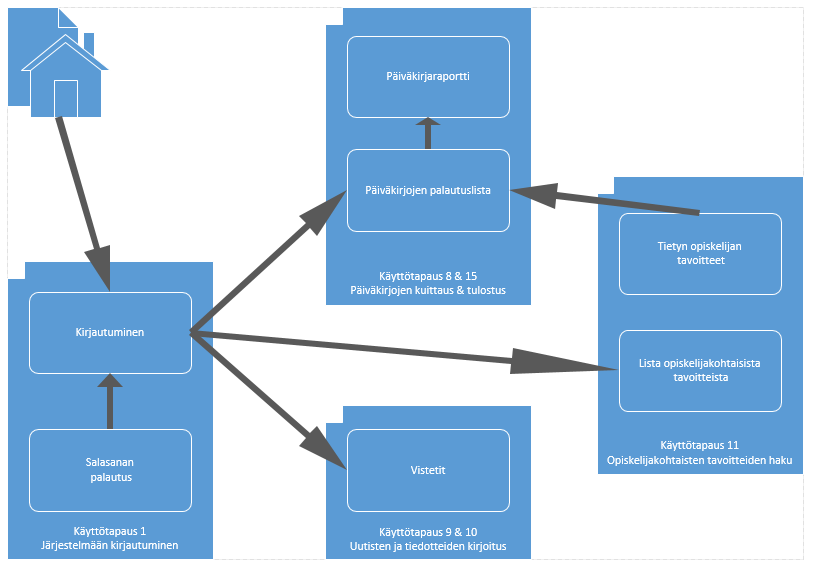 Päiväkirjaraportti
Päiväkirjojen palautuslista
Käyttötapaus 8 & 15
Päiväkirjojen kuittaus & tulostus
Tietyn opiskelijan
tavoitteet
Lista opiskelijakohtaisista
tavoitteista
Käyttötapaus 11
Opiskelijakohtaisten tavoitteiden haku
Kirjautuminen
Salasanan
palautus
Käyttötapaus 1
Järjestelmään kirjautuminen
Vistetit
Käyttötapaus 9 & 10
Uutisten ja tiedotteiden kirjoitus